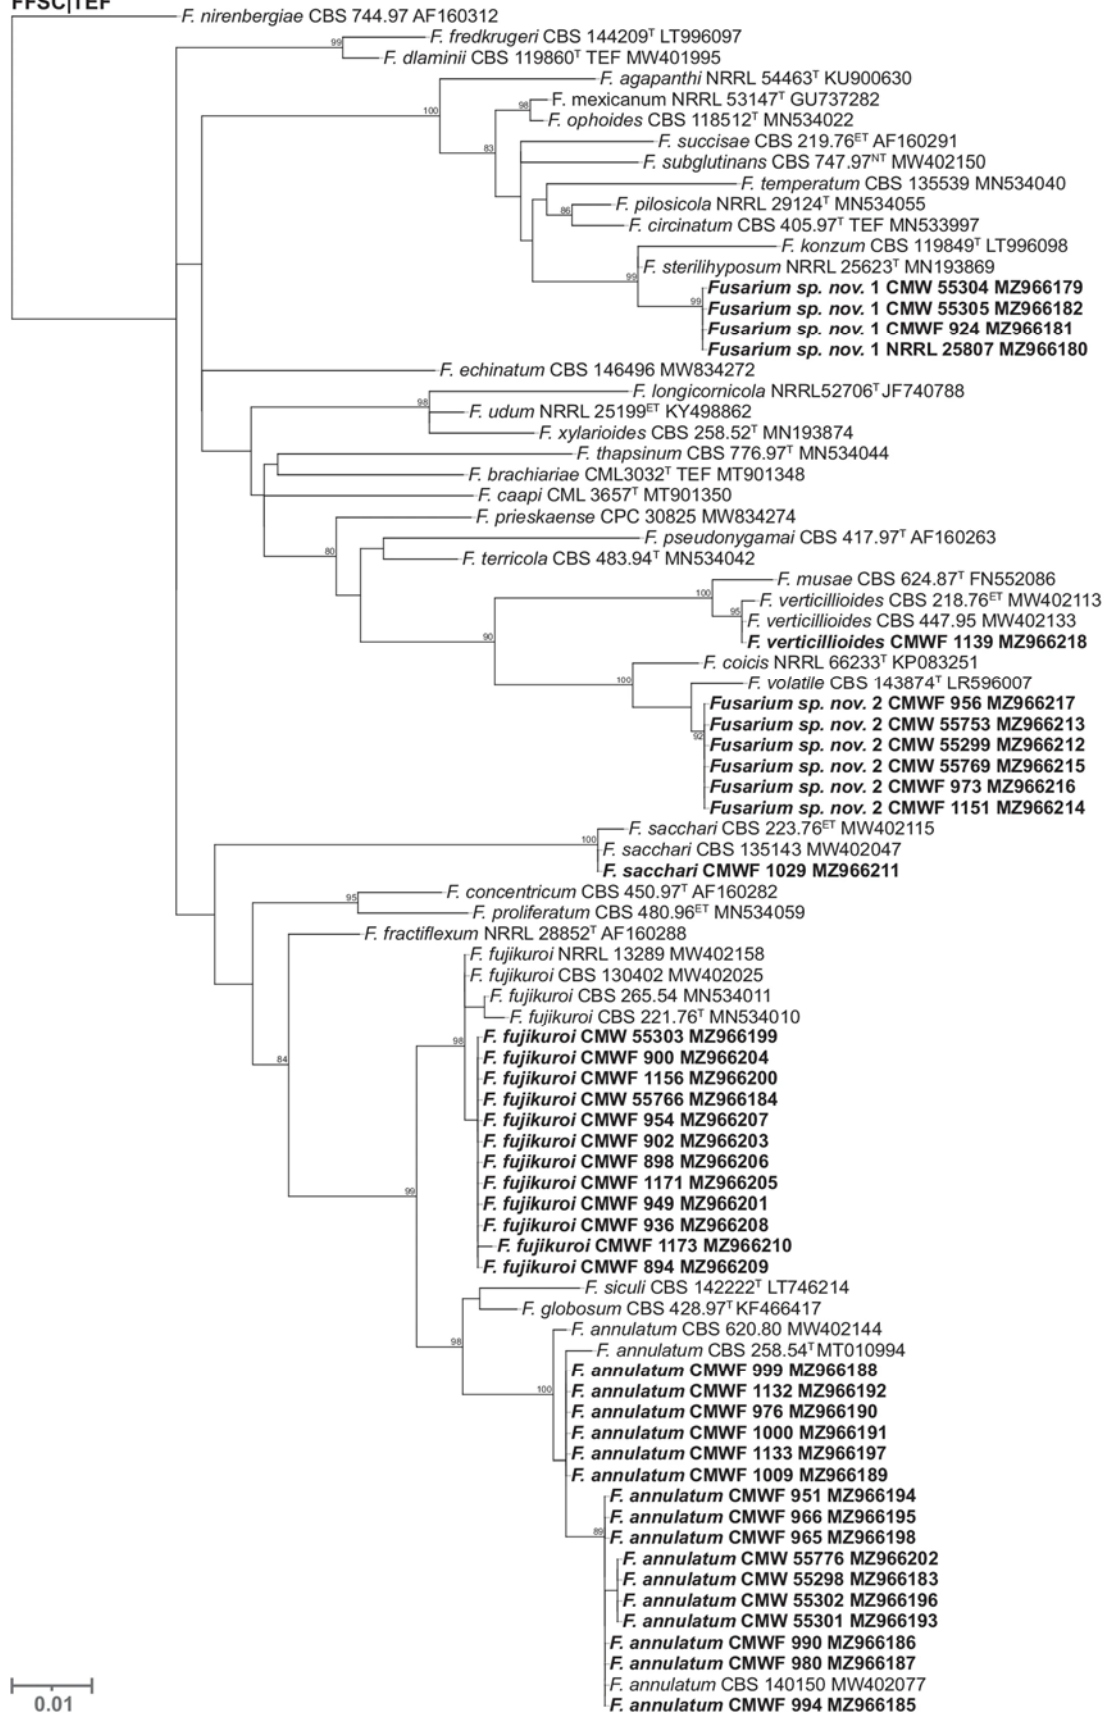 FFSC|TEF
F. nirenbergiae CBS 744.97 AF160312
F. fredkrugeri CBS 144209ᵀ LT996097
99
F. dlaminii CBS 119860ᵀ TEF MW401995
F. agapanthi NRRL 54463ᵀ KU900630
F. mexicanum NRRL 53147ᵀ GU737282
98
100
F. ophoides CBS 118512ᵀ MN534022
F. succisae CBS 219.76ᴱᵀ AF160291
83
F. subglutinans CBS 747.97ᴺᵀ MW402150
F. temperatum CBS 135539 MN534040
F. pilosicola NRRL 29124ᵀ MN534055
86
F. circinatum CBS 405.97ᵀ TEF MN533997
F. konzum CBS 119849ᵀ LT996098
F. sterilihyposum NRRL 25623ᵀ MN193869
99
Fusarium sp. nov. 1 CMW 55304 MZ966179
99
Fusarium sp. nov. 1 CMW 55305 MZ966182
Fusarium sp. nov. 1 CMWF 924 MZ966181
Fusarium sp. nov. 1 NRRL 25807 MZ966180
F. echinatum CBS 146496 MW834272
F. longicornicola NRRL52706ᵀ JF740788
98
F. udum NRRL 25199ᴱᵀ KY498862
F. xylarioides CBS 258.52ᵀ MN193874
F. thapsinum CBS 776.97ᵀ MN534044
F. brachiariae CML3032ᵀ TEF MT901348
F. caapi CML 3657ᵀ MT901350
F. prieskaense CPC 30825 MW834274
F. pseudonygamai CBS 417.97ᵀ AF160263
80
F. terricola CBS 483.94ᵀ MN534042
F. musae CBS 624.87ᵀ FN552086
100
F. verticillioides CBS 218.76ᴱᵀ MW402113
95
F. verticillioides CBS 447.95 MW402133
90
F. verticillioides CMWF 1139 MZ966218
F. coicis NRRL 66233ᵀ KP083251
100
F. volatile CBS 143874ᵀ LR596007
Fusarium sp. nov. 2 CMWF 956 MZ966217
Fusarium sp. nov. 2 CMW 55753 MZ966213
92
Fusarium sp. nov. 2 CMW 55299 MZ966212
Fusarium sp. nov. 2 CMW 55769 MZ966215
Fusarium sp. nov. 2 CMWF 973 MZ966216
Fusarium sp. nov. 2 CMWF 1151 MZ966214
F. sacchari CBS 223.76ᴱᵀ MW402115
100
F. sacchari CBS 135143 MW402047
F. sacchari CMWF 1029 MZ966211
F. concentricum CBS 450.97ᵀ AF160282
95
F. proliferatum CBS 480.96ᴱᵀ MN534059
F. fractiflexum NRRL 28852ᵀ AF160288
F. fujikuroi NRRL 13289 MW402158
F. fujikuroi CBS 130402 MW402025
F. fujikuroi CBS 265.54 MN534011
F. fujikuroi CBS 221.76ᵀ MN534010
F. fujikuroi CMW 55303 MZ966199
98
F. fujikuroi CMWF 900 MZ966204
84
F. fujikuroi CMWF 1156 MZ966200
F. fujikuroi CMW 55766 MZ966184
F. fujikuroi CMWF 954 MZ966207
F. fujikuroi CMWF 902 MZ966203
F. fujikuroi CMWF 898 MZ966206
F. fujikuroi CMWF 1171 MZ966205
99
F. fujikuroi CMWF 949 MZ966201
F. fujikuroi CMWF 936 MZ966208
F. fujikuroi CMWF 1173 MZ966210
F. fujikuroi CMWF 894 MZ966209
F. siculi CBS 142222ᵀ LT746214
F. globosum CBS 428.97ᵀ KF466417
F. annulatum CBS 620.80 MW402144
98
F. annulatum CBS 258.54ᵀ MT010994
F. annulatum CMWF 999 MZ966188
100
F. annulatum CMWF 1132 MZ966192
F. annulatum CMWF 976 MZ966190
F. annulatum CMWF 1000 MZ966191
F. annulatum CMWF 1133 MZ966197
F. annulatum CMWF 1009 MZ966189
F. annulatum CMWF 951 MZ966194
F. annulatum CMWF 966 MZ966195
89
F. annulatum CMWF 965 MZ966198
F. annulatum CMW 55776 MZ966202
F. annulatum CMW 55298 MZ966183
F. annulatum CMW 55302 MZ966196
F. annulatum CMW 55301 MZ966193
F. annulatum CMWF 990 MZ966186
F. annulatum CMWF 980 MZ966187
F. annulatum CBS 140150 MW402077
F. annulatum CMWF 994 MZ966185
0.01